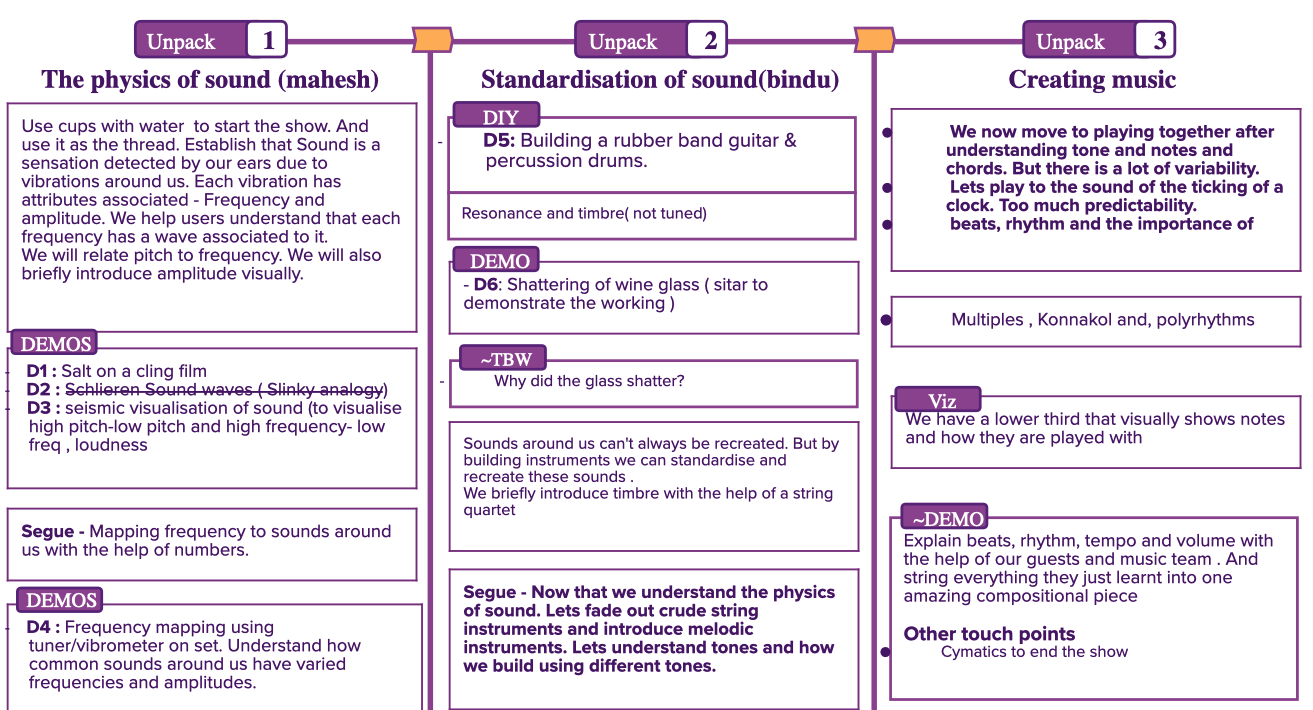 Unpack 1
The physics of sound (mahesh)
Use cups with water to start the show. And
use it as the thread. Establish that Sound is a
sensation detected by our ears due to
vibrations around us. Each vibration has
attributes associated - Frequency and
amplitude. We help users understand that each
frequency has a wave associated to it.
We will relate pitch to frequency. We will also
briefly introduce amplitude visually.
DEMOS
- D1 : Salt on a cling film
- D2 : Schlieren Sound waves ( Slinky analogy)
- D3 : seismic visualisation of sound (to visualise
high pitch-low pitch and high frequency- low
freq , loudness
Segue - Mapping frequency to sounds around
us with the help of numbers.
DEMOS
- D4 : Frequency mapping using
tuner/vibrometer on set. Understand how
common sounds around us have varied
frequencies and amplitudes.
Unpack 2
Standardisation of sound(bindu)
DIY
- D5: Building a rubber band guitar &
percussion drums.
Resonance and timbre( not tuned)
DEMO
- D6: Shattering of wine glass ( sitar to
demonstrate the working )
~TBW
- Why did the glass shatter?
Sounds around us can't always be recreated. But by
building instruments we can standardise and
recreate these sounds .
We briefly introduce timbre with the help of a string
quartet
Segue - Now that we understand the physics
of sound. Lets fade out crude string
instruments and introduce melodic
instruments. Lets understand tones and how
we build using different tones.
Unpack 3
Creating music
● We now move to playing together after
understanding tone and notes and
chords. But there is a lot of variability.
● Lets play to the sound of the ticking of a
clock. Too much predictability.
● beats, rhythm and the importance of
● Multiples , Konnakol and, polyrhythms
Viz
We have a lower third that visually shows notes
and how they are played with
~DEMO
Explain beats, rhythm, tempo and volume with
the help of our guests and music team . And
string everything they just learnt into one
amazing compositional piece
Other touch points
● Cymatics to end the show